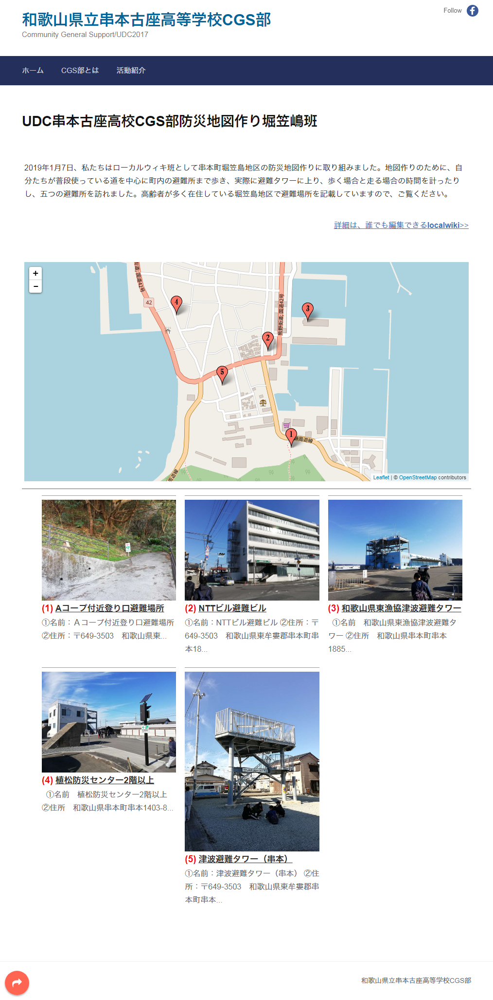 和歌山県立串本古座高等学校CGS部
Community General Support/UDC2017
Follow
ホーム
CGS部とは
活動紹介
UDC串本古座高校CGS部防災地図作り堀笠嶋班
2019年1月7日、私たちはローカルウィキ班として串本町堀笠島地区の防災地図作りに取り組みました。地図作りのために、自
分たちが普段使っている道を中心に町内の避難所まで歩き、実際に避難タワーに上り、歩く場合と走る場合の時間を計ったり
し、五つの避難所を訪れました。高齢者が多く在住している堀笠島地区で避難場所を記載していますので、ご覧ください。
詳細は、誰でも編集できるlocalwiki>>
+
−
街道; 国道42号
42
4
熊野街道; 国道42号
3
2
5
1
岬周遊線
周遊線
Leaflet | © OpenStreetMap contributors
(1) Aコープ付近登り口避難場所
①名前：Ａコープ付近登り口避難場所
②住所：〒649-3503　和歌山県東...
(2) NTTビル避難ビル
①名前：NTTビル避難ビル ②住所：〒
649-3503　和歌山県東牟婁郡串本町串
本18...
(3) 和歌山県東漁協津波避難タワー
①名前　和歌山県東漁協津波避難タ
ワー ②住所　和歌山県串本町串本
1885...
(4) 植松防災センター2階以上
①名前　植松防災センター2階以上
②住所　和歌山県串本町串本1403-8...
(5) 津波避難タワー（串本）
①名前：津波避難タワー（串本） ②住
所：〒649-3503　和歌山県東牟婁郡串
本町串本...
和歌山県立串本古座高等学校CGS部